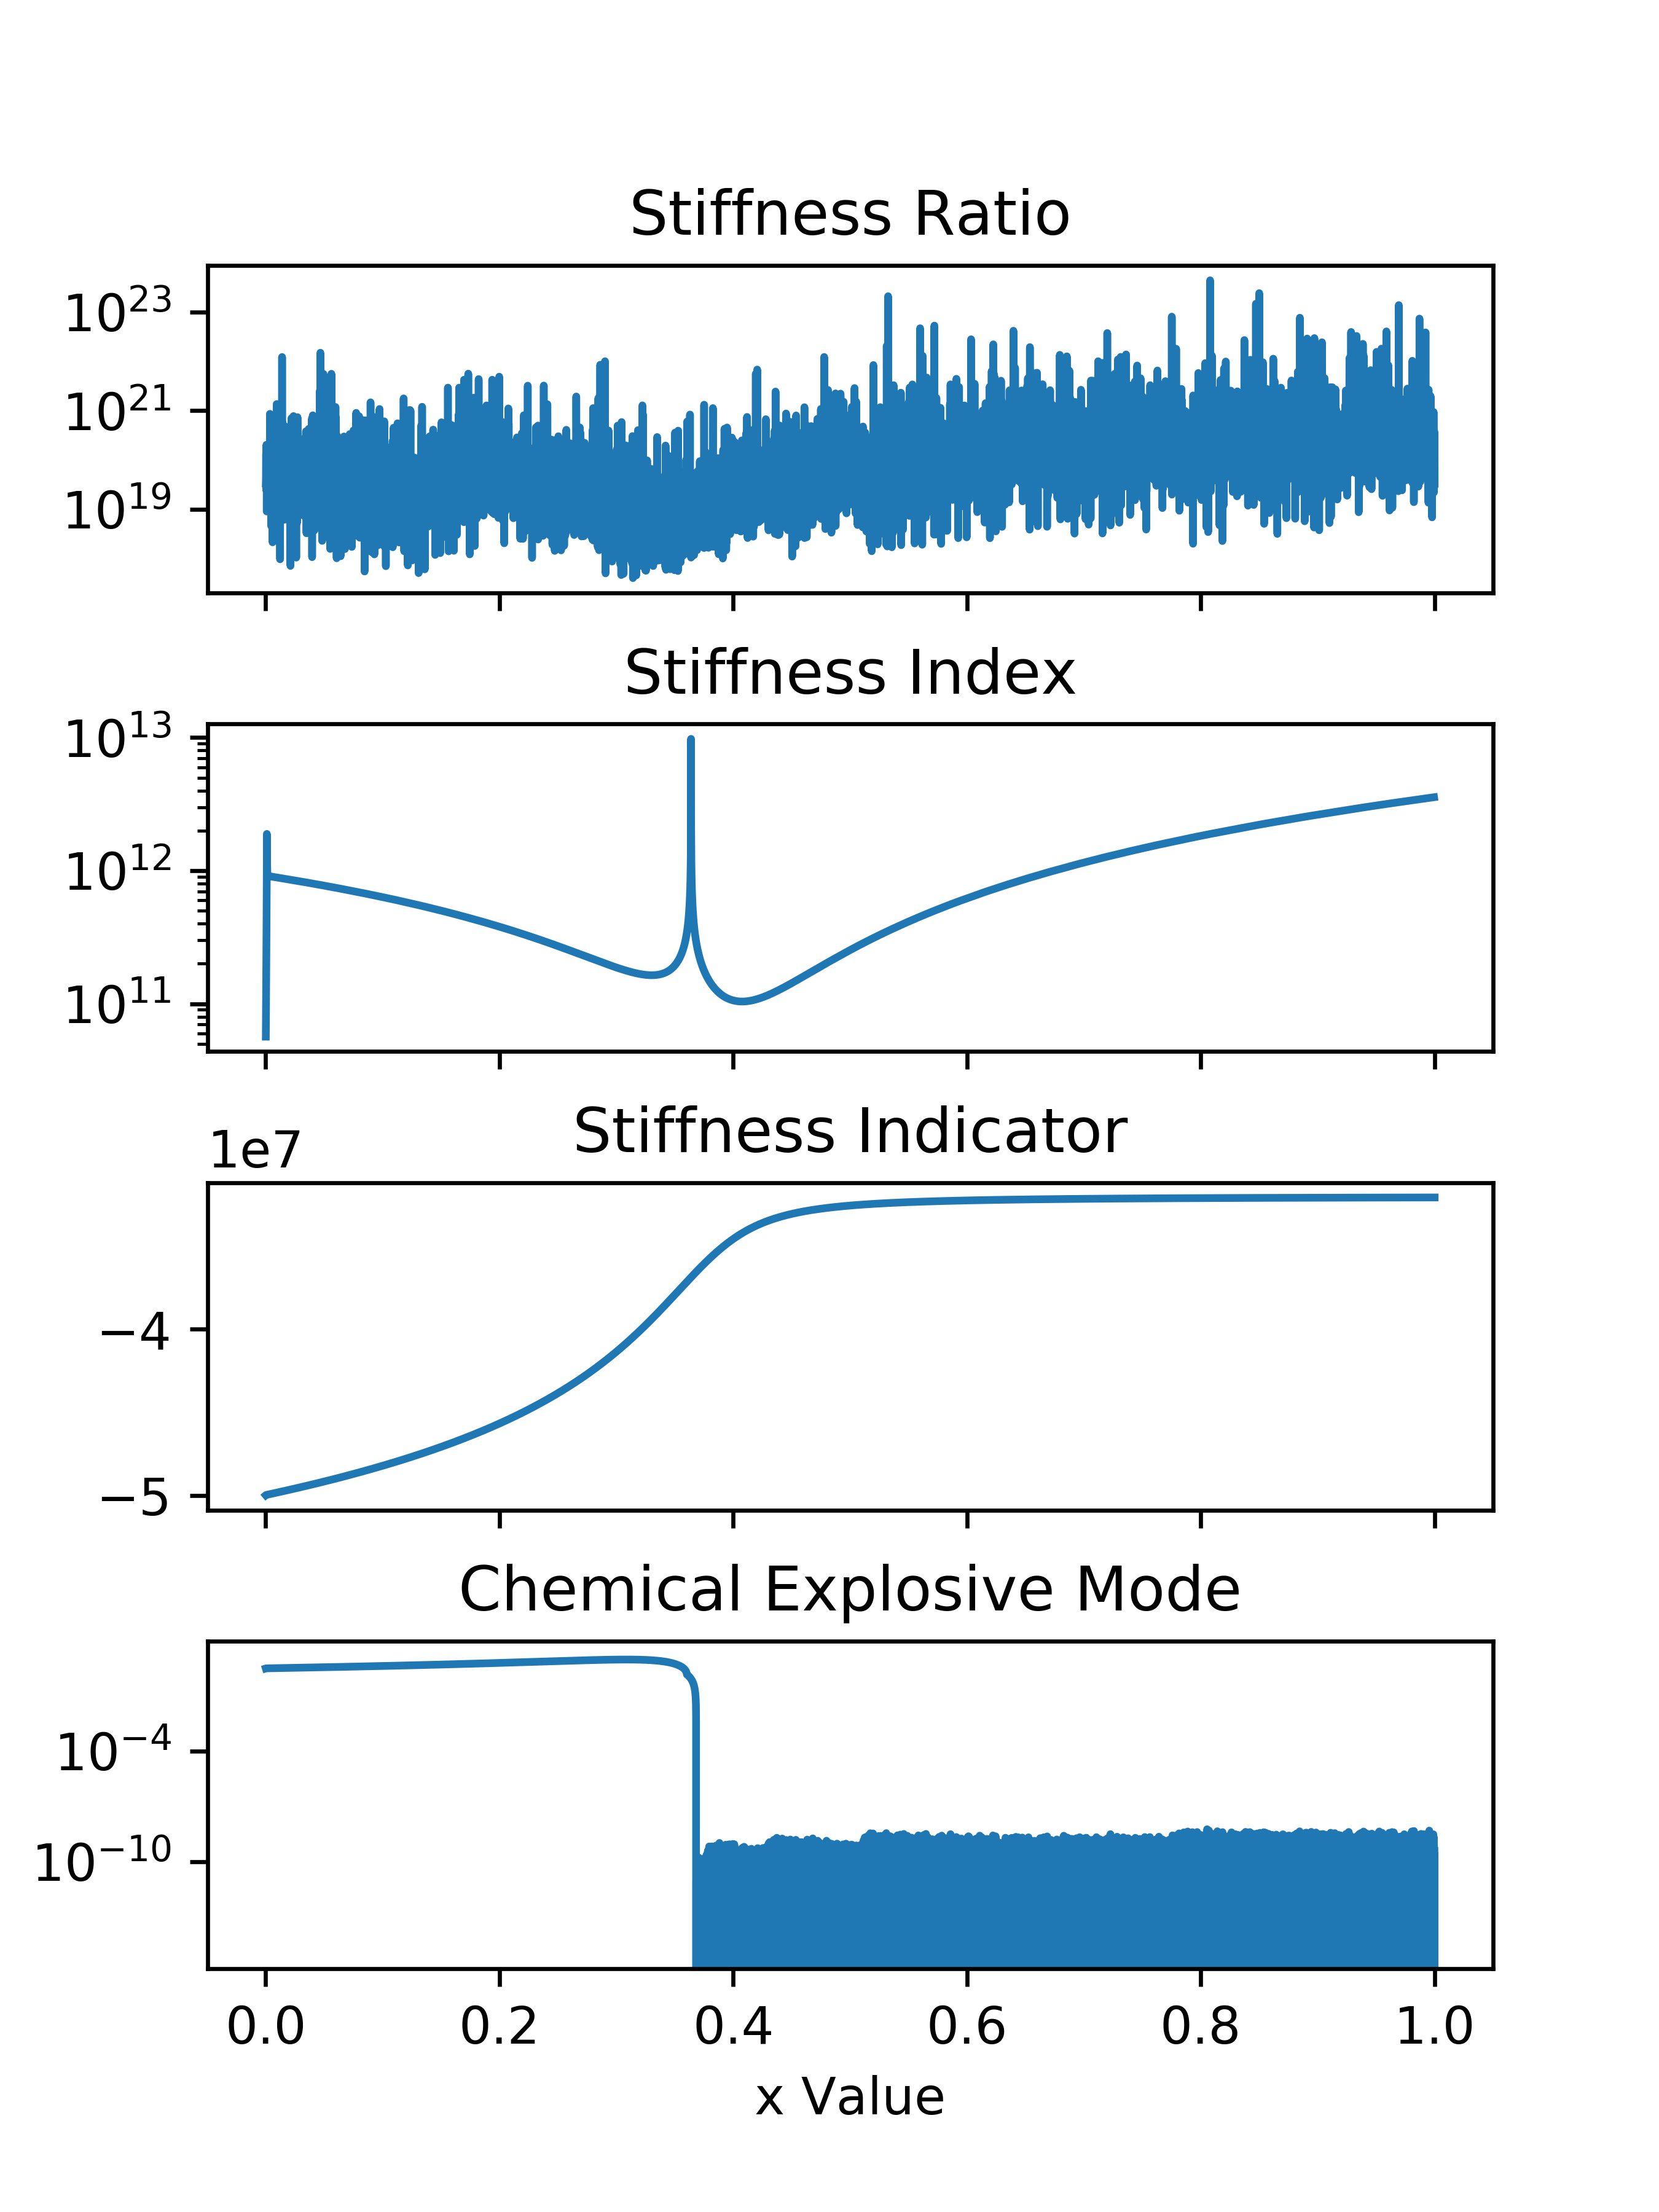 Stiffness Ratio
10^23
10^21
10^19
Stiffness Index
10^13
10^12
10^11
Stiffness Indicator
1e7
−4
−5
Chemical Explosive Mode
10^−4
10^−10
0.0 0.2 0.4 0.6 0.8 1.0
x Value